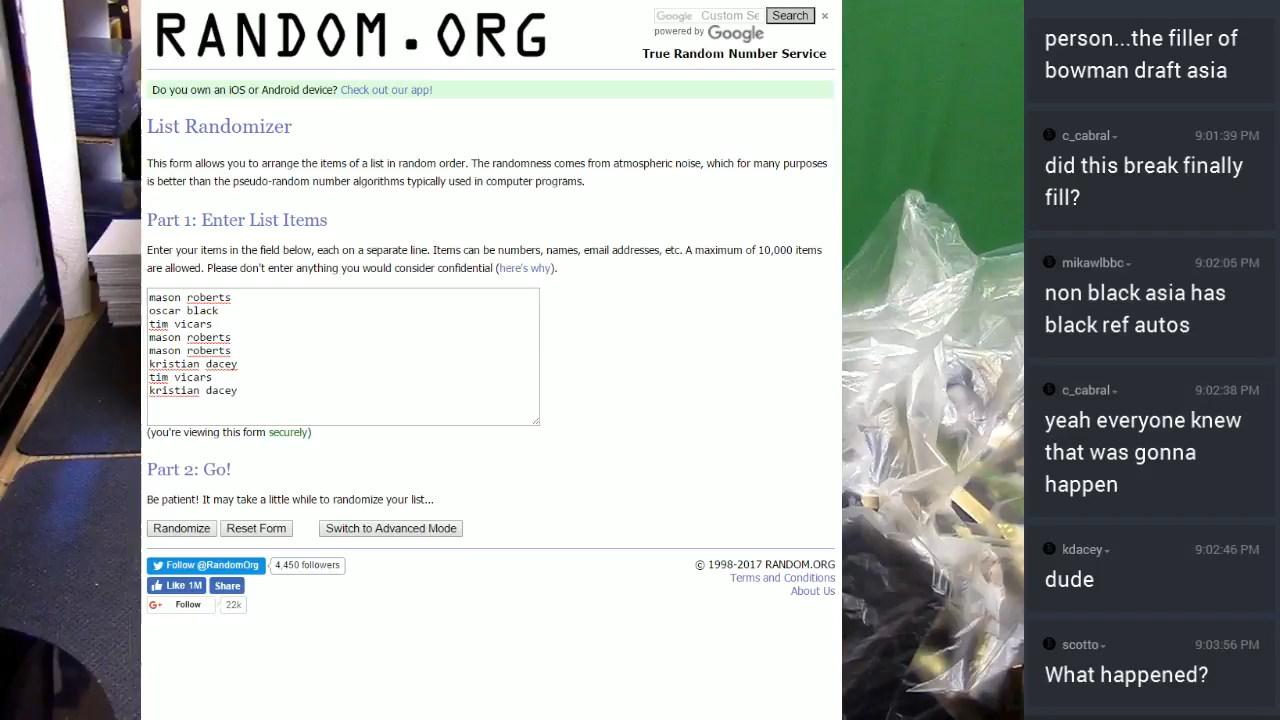 RANDOM.ORG
Google Custom Se
Search
×
powered by Google
True Random Number Service
Do you own an iOS or Android device? Check out our app!
List Randomizer
This form allows you to arrange the items of a list in random order. The randomness comes from atmospheric noise, which for many purposes
is better than the pseudo-random number algorithms typically used in computer programs.
Part 1: Enter List Items
Enter your items in the field below, each on a separate line. Items can be numbers, names, email addresses, etc. A maximum of 10,000 items
are allowed. Please don't enter anything you would consider confidential (here's why).
mason roberts
oscar black
tim vicars
mason roberts
mason roberts
kristian dacey
tim vicars
kristian dacey
(you're viewing this form securely)
Part 2: Go!
Be patient! It may take a little while to randomize your list...
Randomize Reset Form Switch to Advanced Mode
Follow @RandomOrg 4,450 followers
Like 1M Share
G+ Follow 22k
© 1998-2017 RANDOM.ORG
Terms and Conditions
About Us
person...the filler of
bowman draft asia
c_cabral 9:01:39 PM
did this break finally
fill?
mikawlbbc 9:02:05 PM
non black asia has
black ref autos
c_cabral 9:02:38 PM
yeah everyone knew
that was gonna
happen
kdacey 9:02:46 PM
dude
scotto 9:03:56 PM
What happened?